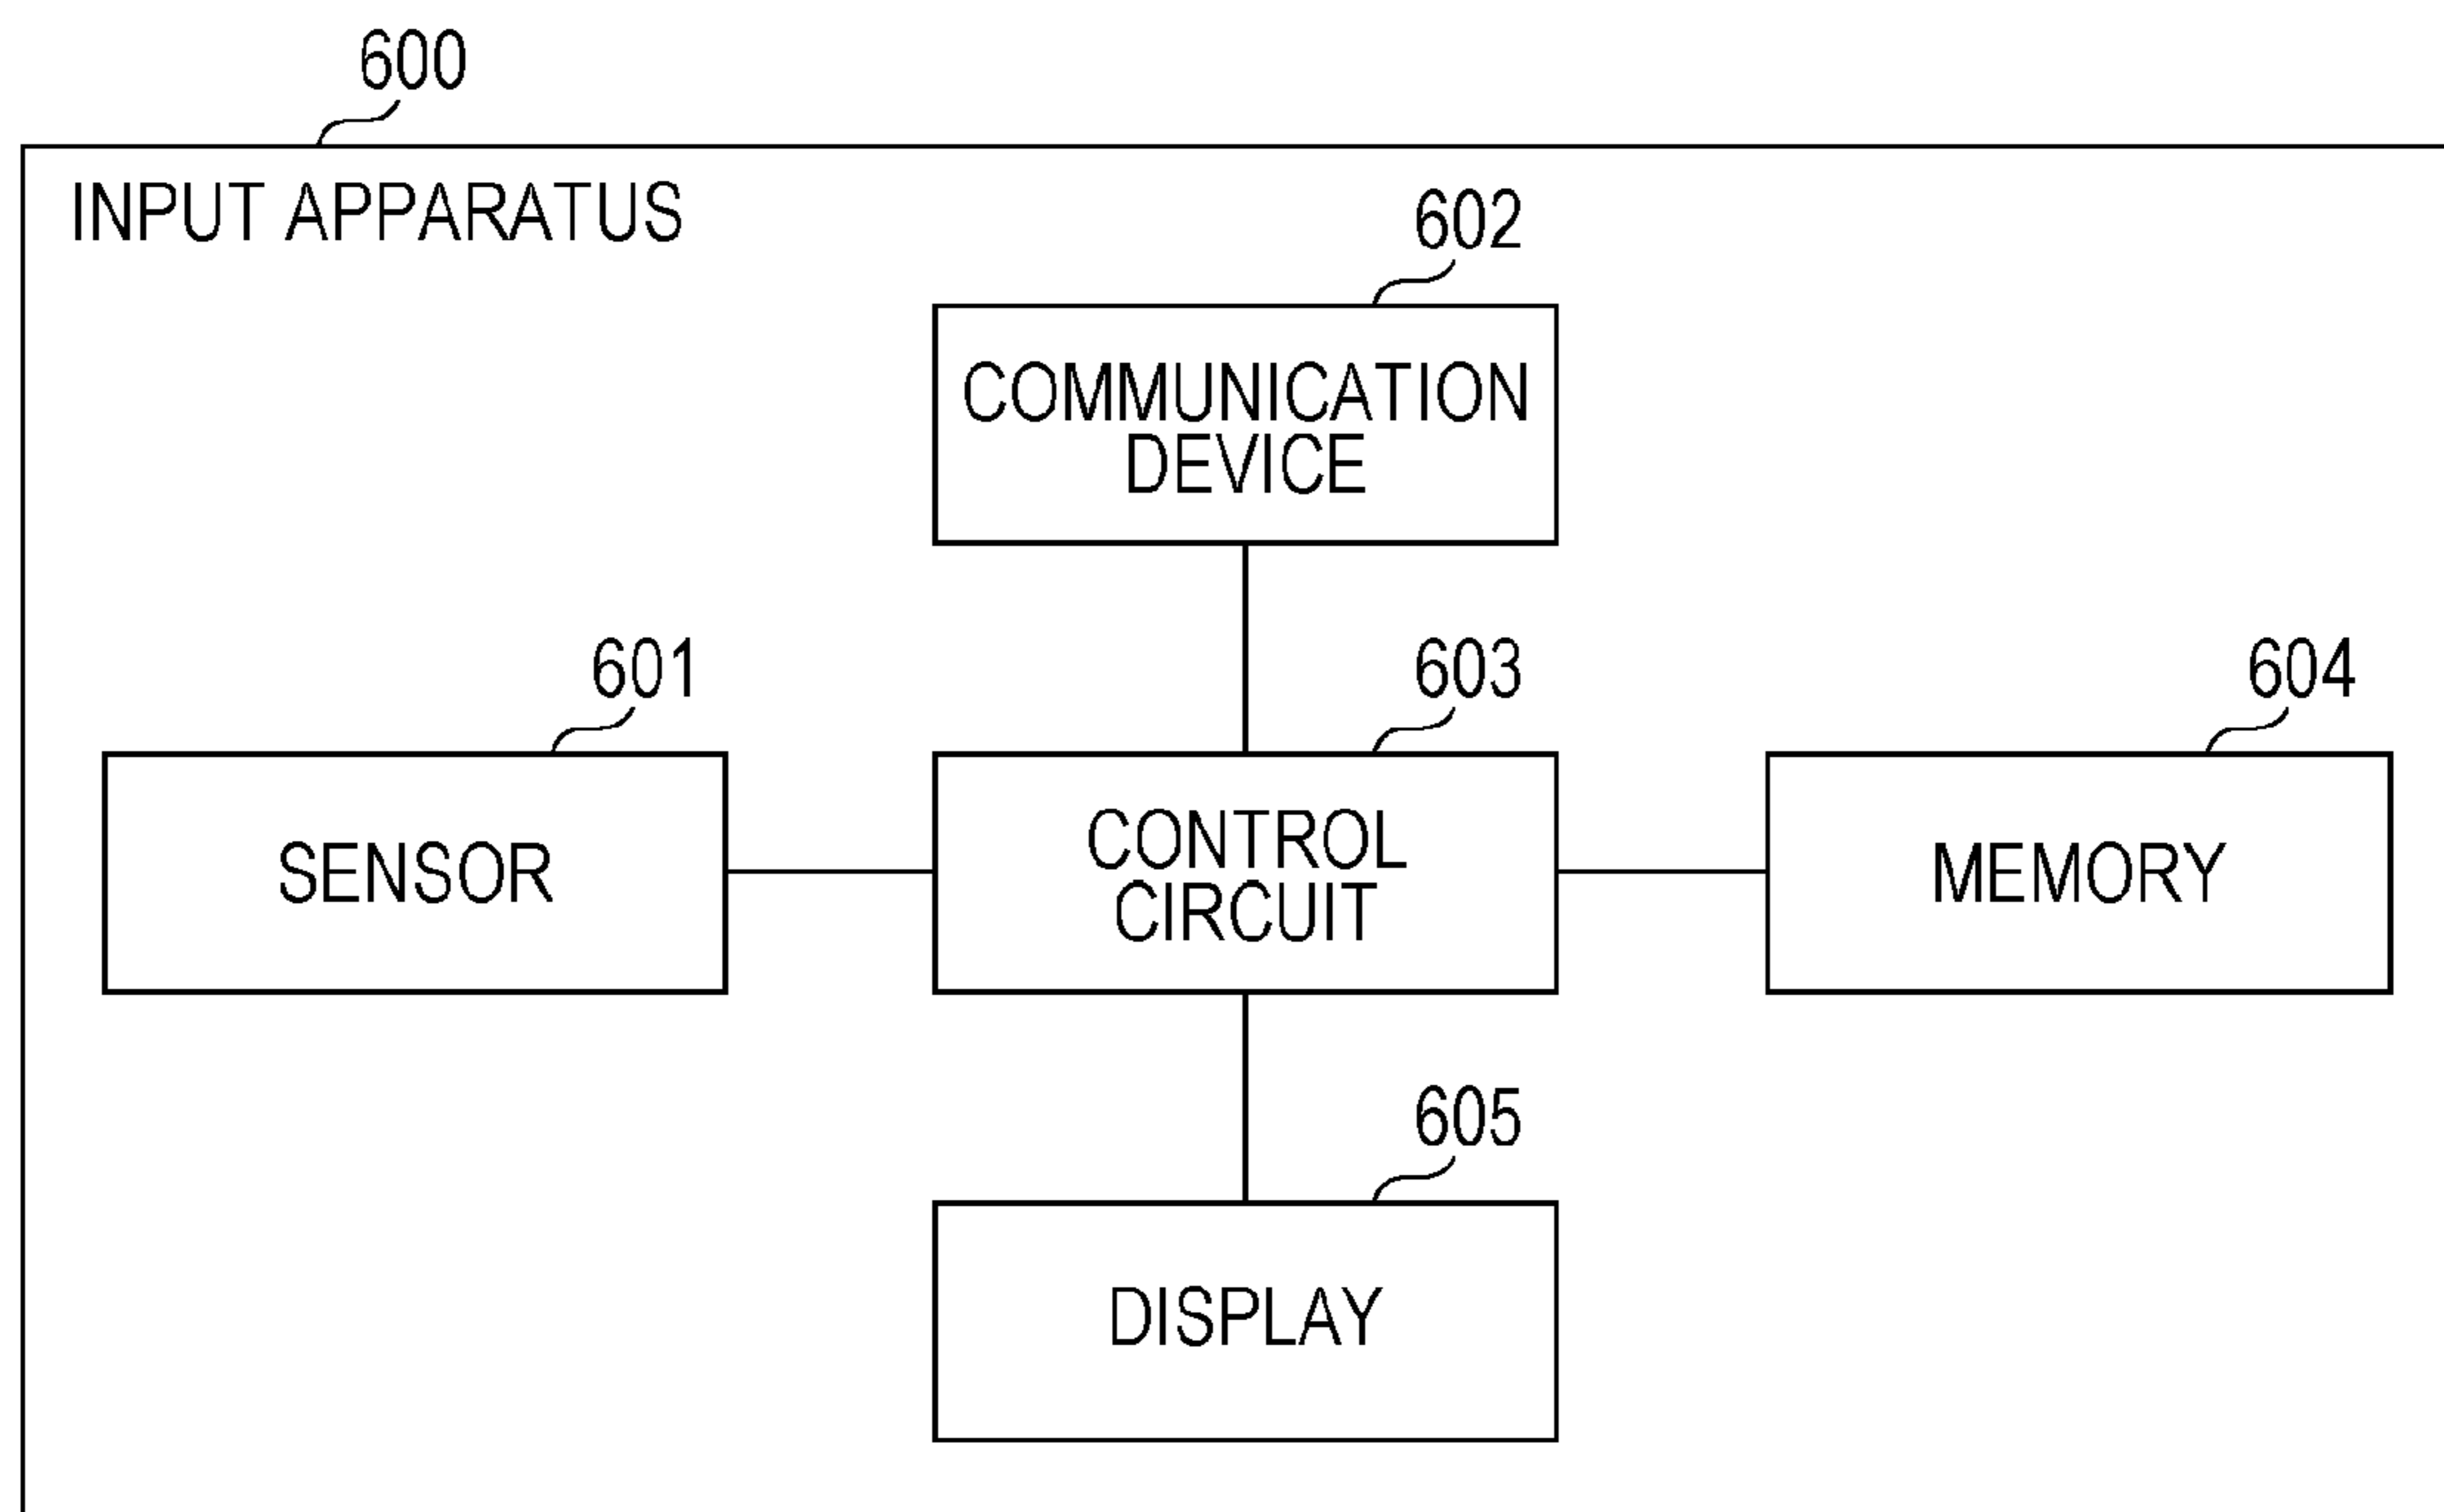 600
INPUT APPARATUS
602
COMMUNICATION
DEVICE
601
603
604
SENSOR
CONTROL
CIRCUIT
MEMORY
605
DISPLAY